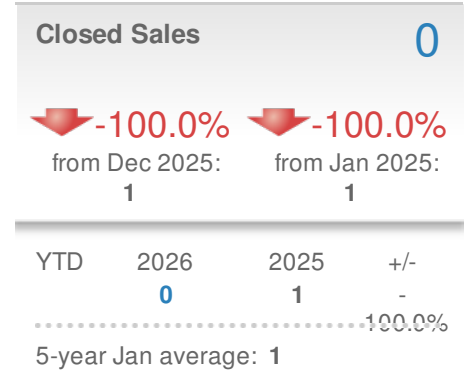 Closed Sales 0
-100.0% -100.0%
from Dec 2025: from Jan 2025:
1 1
YTD 2026 2025 +/-
0 1 -
100.0%
5-year Jan average: 1